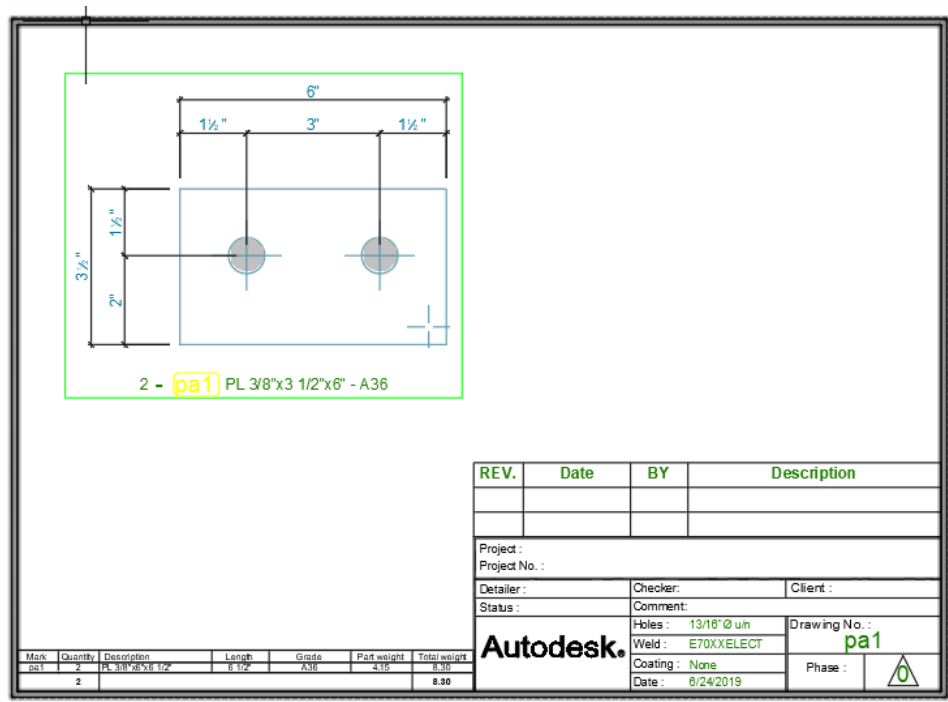 6"
1½" 3" 1½"
1½"
3½"
2"
2 - pa1 PL 3/8"x3 1/2"x6" - A36
REV. Date BY Description
Project :
Project No. :
Detailer : Checker: Client :
Status : Comment:
Holes : 13/16" Ø u/n Drawing No. :
Autodesk. Weld : E70XXELECT pa1
Coating : None Phase : 0
Date : 6/24/2019
Mark Quantity Description Length Grade Part weight Total weight
pa1 2 PL 3/8"x6"x6 1/2" 6 1/2" A36 4.15 8.30
2 8.30